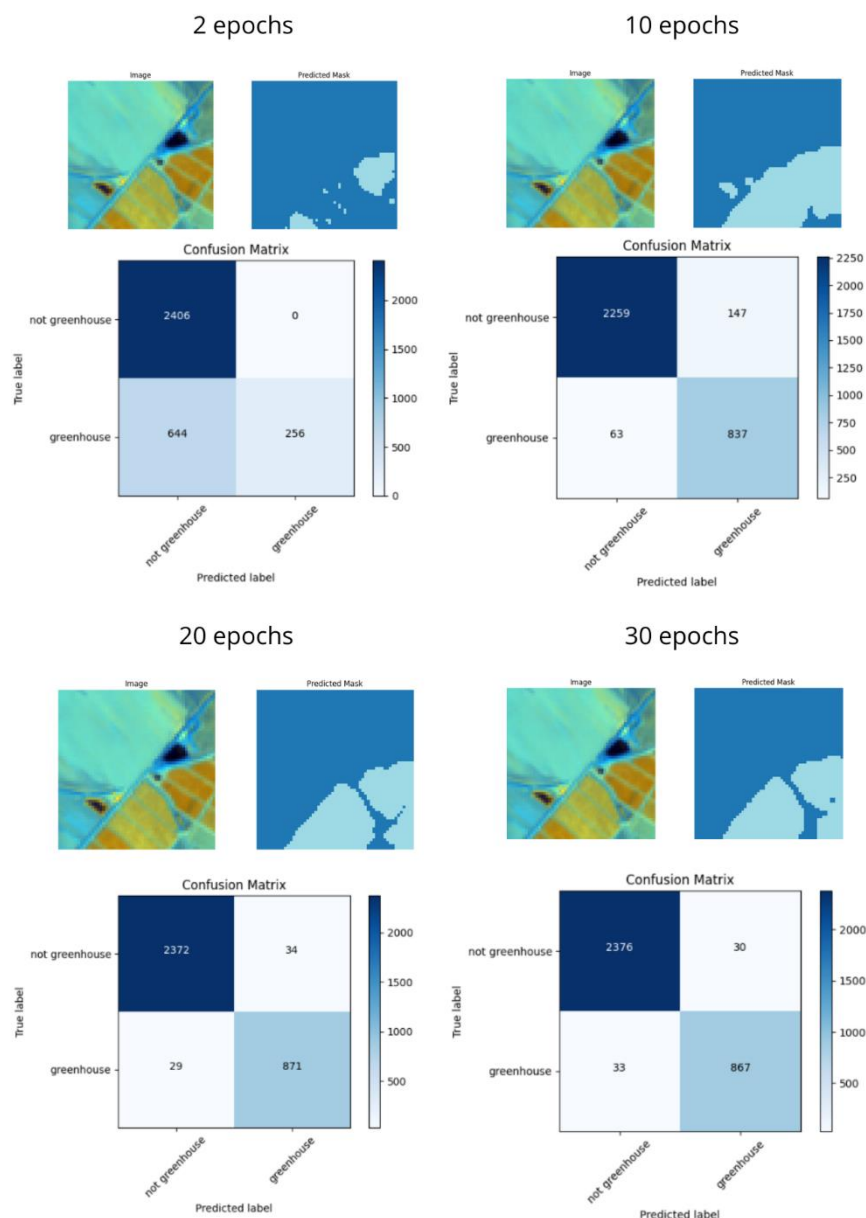 2 epochs
Image
Predicted Mask
Confusion Matrix
True label
not greenhouse
greenhouse
2406
0
644
256
2000
1500
1000
500
0
not greenhouse
greenhouse
Predicted label
10 epochs
Image
Predicted Mask
Confusion Matrix
True label
not greenhouse
greenhouse
2259
147
63
837
2250
2000
1750
1500
1250
1000
750
500
250
not greenhouse
greenhouse
Predicted label
20 epochs
Image
Predicted Mask
Confusion Matrix
True label
not greenhouse
greenhouse
2372
34
29
871
2000
1500
1000
500
not greenhouse
greenhouse
Predicted label
30 epochs
Image
Predicted Mask
Confusion Matrix
True label
not greenhouse
greenhouse
2376
30
33
867
2000
1500
1000
500
not greenhouse
greenhouse
Predicted label